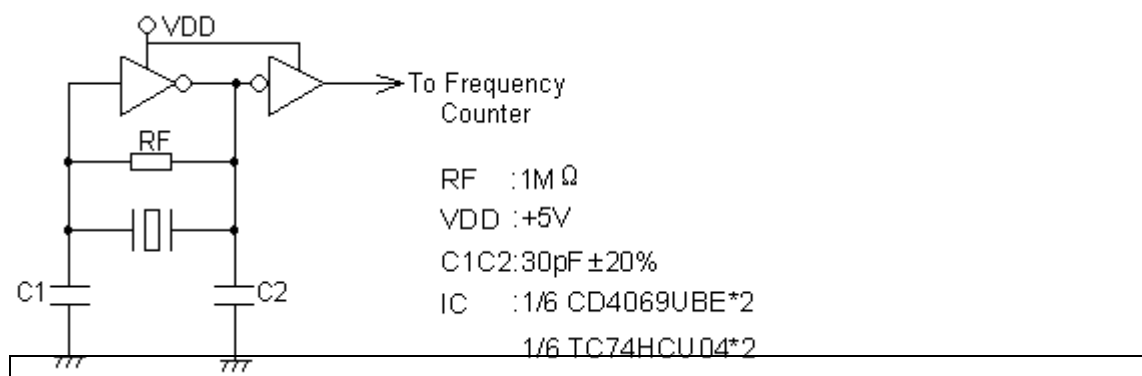 VDD
To Frequency
Counter
RF
RF :1MΩ
VDD :+5V
C1C2:30pF±20%
C1
C2
IC :1/6 CD4069UBE*2
1/6 TC74HCU04*2